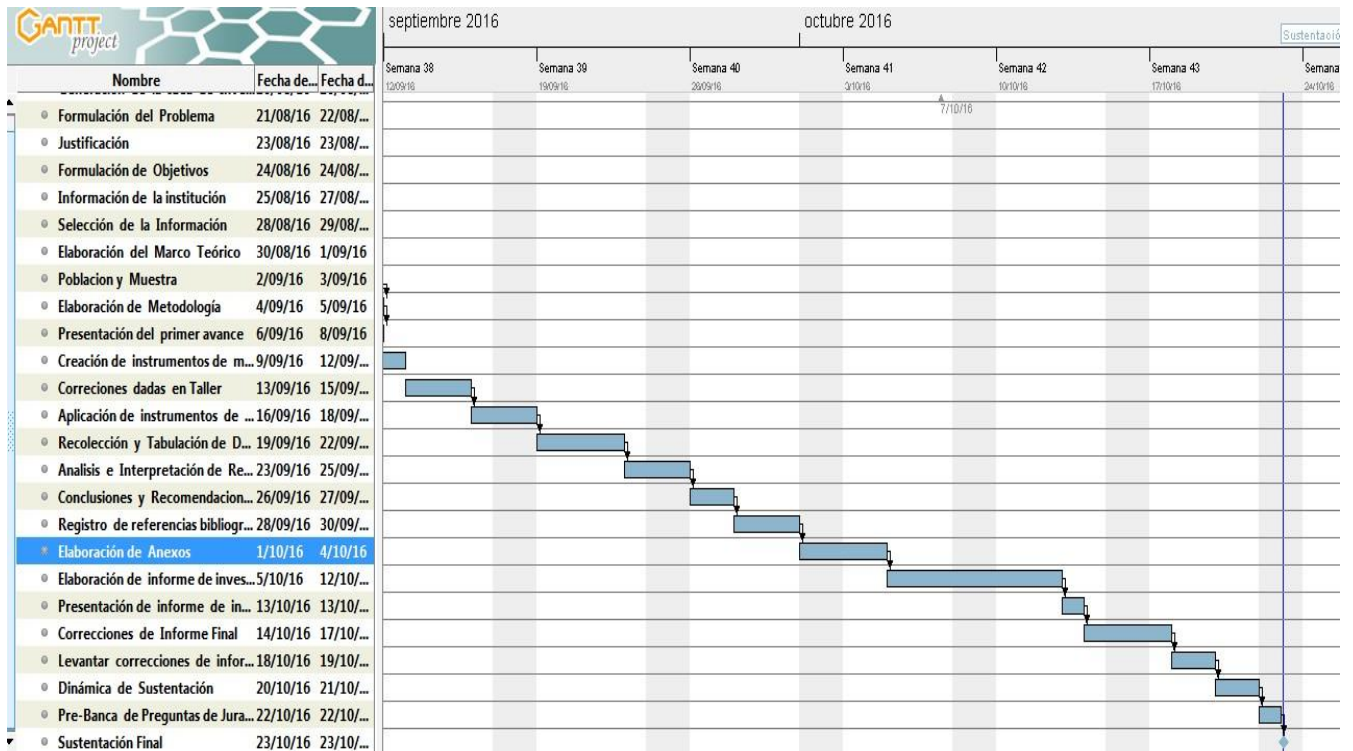 GANTT
project
septiembre 2016 octubre 2016
Sustentació
Nombre Fecha de... Fecha d...
Semana 38 Semana 39 Semana 40 Semana 41 Semana 42 Semana 43 Semana
12/09/16 19/09/16 26/09/16 3/10/16 10/10/16 17/10/16 24/10/16
7/10/16
Formulación del Problema 21/08/16 22/08/...
Justificación 23/08/16 23/08/...
Formulación de Objetivos 24/08/16 24/08/...
Información de la institución 25/08/16 27/08/...
Selección de la Información 28/08/16 29/08/...
Elaboración del Marco Teórico 30/08/16 1/09/16
Poblacion y Muestra 2/09/16 3/09/16
Elaboración de Metodología 4/09/16 5/09/16
Presentación del primer avance 6/09/16 8/09/16
Creación de instrumentos de m... 9/09/16 12/09/...
Correciones dadas en Taller 13/09/16 15/09/...
Aplicación de instrumentos de ... 16/09/16 18/09/...
Recolección y Tabulación de D... 19/09/16 22/09/...
Analisis e Interpretación de Re... 23/09/16 25/09/...
Conclusiones y Recomendacion... 26/09/16 27/09/...
Registro de referencias bibliogr... 28/09/16 30/09/...
Elaboración de Anexos 1/10/16 4/10/16
Elaboración de informe de inves... 5/10/16 12/10/...
Presentación de informe de in... 13/10/16 13/10/...
Correcciones de Informe Final 14/10/16 17/10/...
Levantar correcciones de infor... 18/10/16 19/10/...
Dinámica de Sustentación 20/10/16 21/10/...
Pre-Banca de Preguntas de Jura... 22/10/16 22/10/...
Sustentación Final 23/10/16 23/10/...